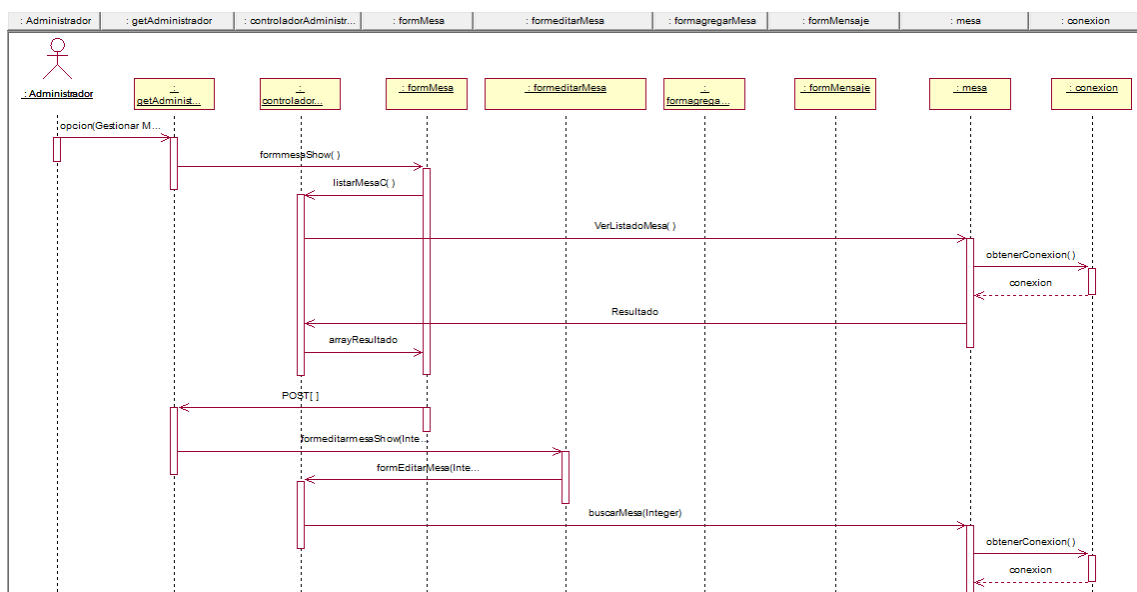 : Administrador
: getAdministrador
: controladorAdministr...
: formMesa
: formeditarMesa
: formagregarMesa
: formMensaje
: mesa
: conexion
: Administrador
:
getAdminist...
:
controlador...
: formMesa
: formeditarMesa
:
formagrega...
: formMensaje
: mesa
: conexion
opcion(Gestionar M...
formmesaShow( )
listarMesaC( )
VerListadoMesa( )
obtenerConexion( )
conexion
Resultado
arrayResultado
POST[ ]
formeditarmesaShow(Inte...
formEditarMesa(Inte...
buscarMesa(Integer)
obtenerConexion( )
conexion